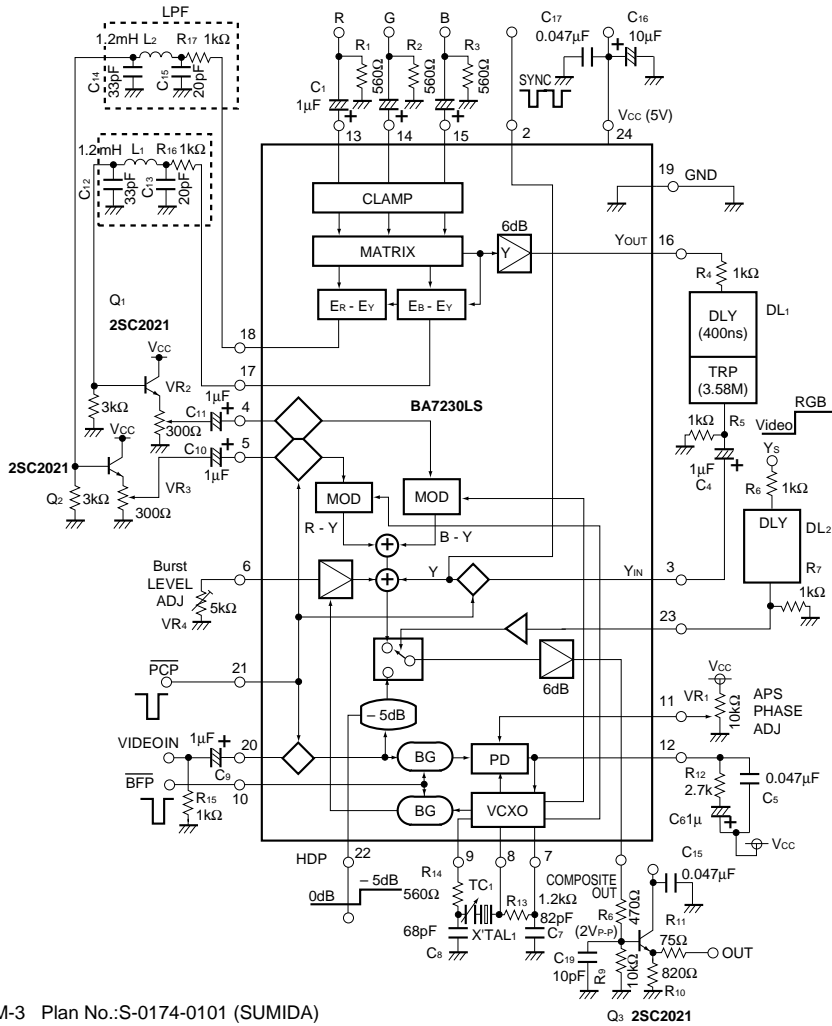 LPF
1.2mH L2 R17 1kΩ
C14
33pF
C15
20pF
1.2mH L1 R16 1kΩ
C12
33pF
C13
20pF
R G B
R1
560Ω
R2
560Ω
R3
560Ω
C1
1μF
13 14 15 2
SYNC
C17
0.047μF
C16
10μF
VCC (5V)
24
19 GND
CLAMP
MATRIX
6dB
Y
YOUT 16
ER - EY
EB - EY
R4 1kΩ
DLY
(400ns)
DL1
TRP
(3.58M)
Q1
2SC2021
18
17
VCC
VR2
1μF
C11
4
3kΩ
300Ω
BA7230LS
1kΩ
R5
1μF
C4
Video
RGB
YS
R6 1kΩ
DLY
DL2
R7
1kΩ
VCC
2SC2021
Q2
3kΩ
VR3
300Ω
C10
1μF
5
MOD
MOD
R - Y
B - Y
+
+
Y
YIN 3
Burst
LEVEL
ADJ
6
5kΩ
VR4
23
PCP
21
6dB
– 5dB
VCC
VR1
10kΩ
APS
PHASE
ADJ
11
VIDEOIN
1μF
20
C9
BG
PD
12
BFP
10
R15
1kΩ
BG
VCXO
R12
2.7k
0.047μF
C5
C61μ
VCC
HDP 22
0dB
– 5dB
9 8 7
R14
560Ω
TC1
R13
1.2kΩ
X'TAL1
68pF
C8
82pF
C7
COMPOSITE
OUT
R6
470Ω
(2VP-P)
C15
0.047μF
R11
75Ω
OUT
C19
10pF
R9
10kΩ
820Ω
R10
Q3 2SC2021
M-3 Plan No.:S-0174-0101 (SUMIDA)